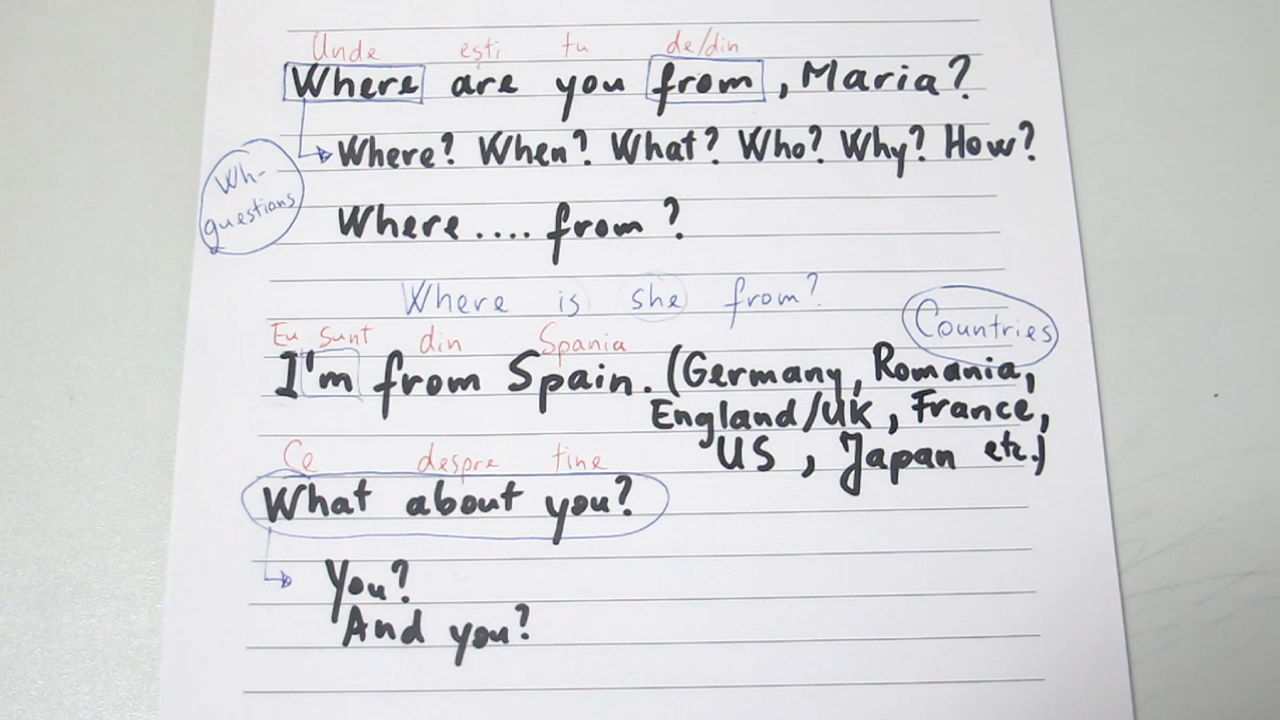 Unde ești tu de/din
Where are you from, Maria?
Where? When? What? Who? Why? How?
Wh-
questions
Where.... from?
Where is she from?
Countries
Eu sunt din Spania
I'm from Spain. (Germany, Romania,
England/UK, France,
US, Japan etc.)
Ce despre tine
What about you?
You?
And you?